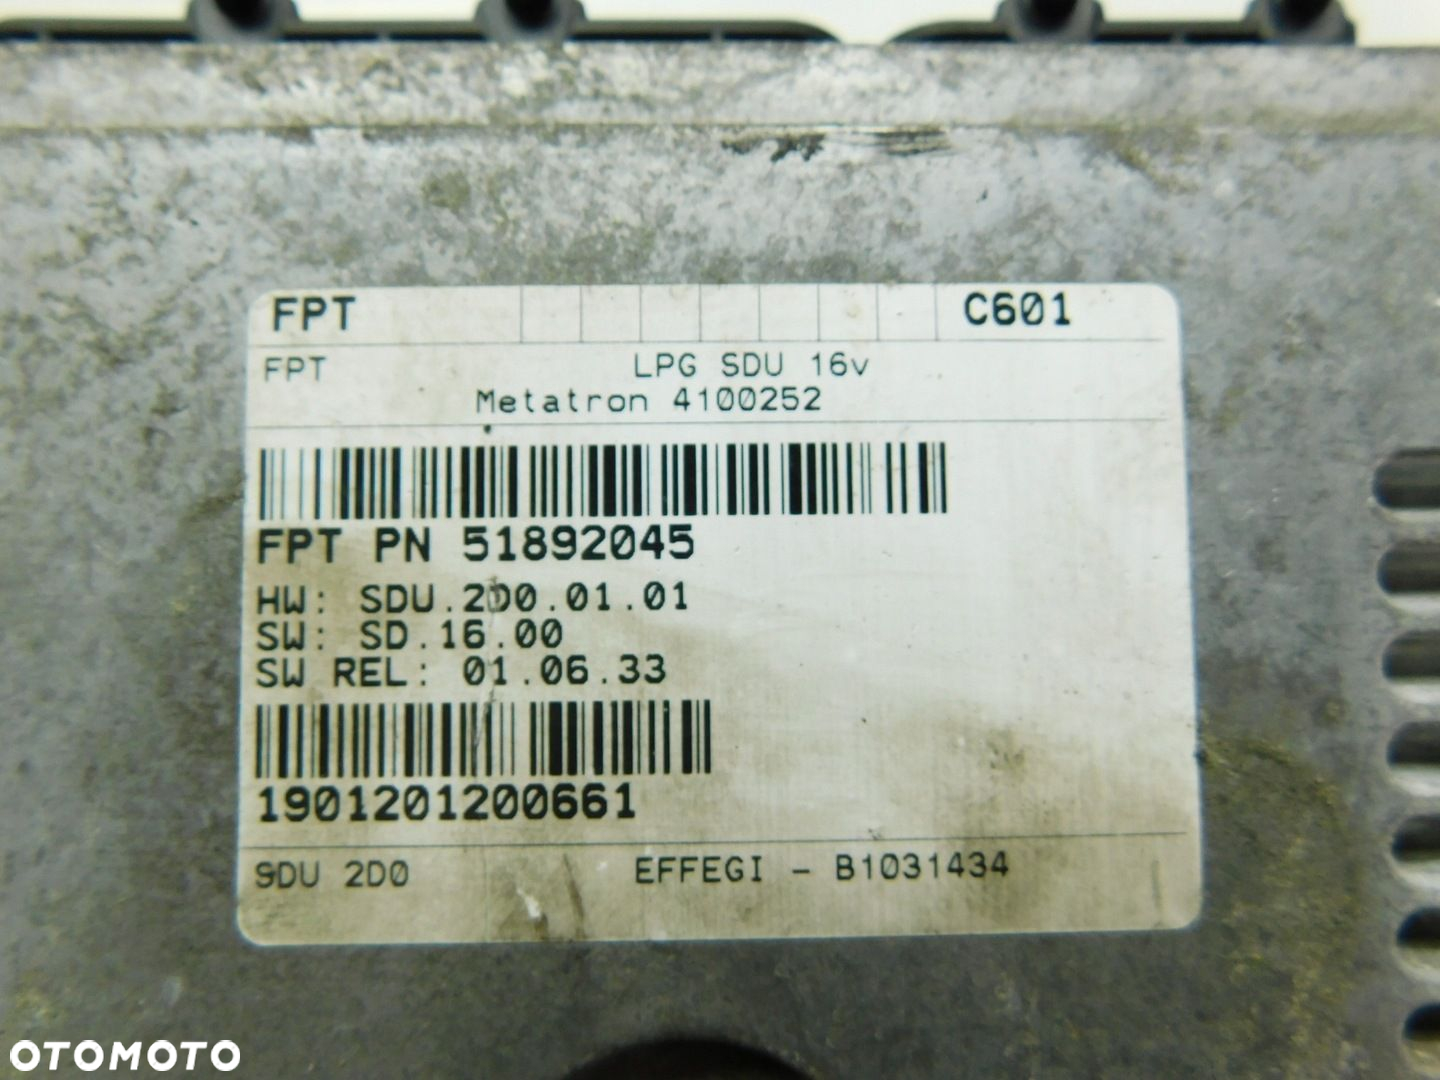 FPT C601
FPT LPG SDU 16v
Metatron 4100252
FPT PN 51892045
HW: SDU.2D0.01.01
SW: SD.16.00
SW REL: 01.06.33
1901201200661
SDU 2D0 EFFEGI - B1031434
OTOMOTO